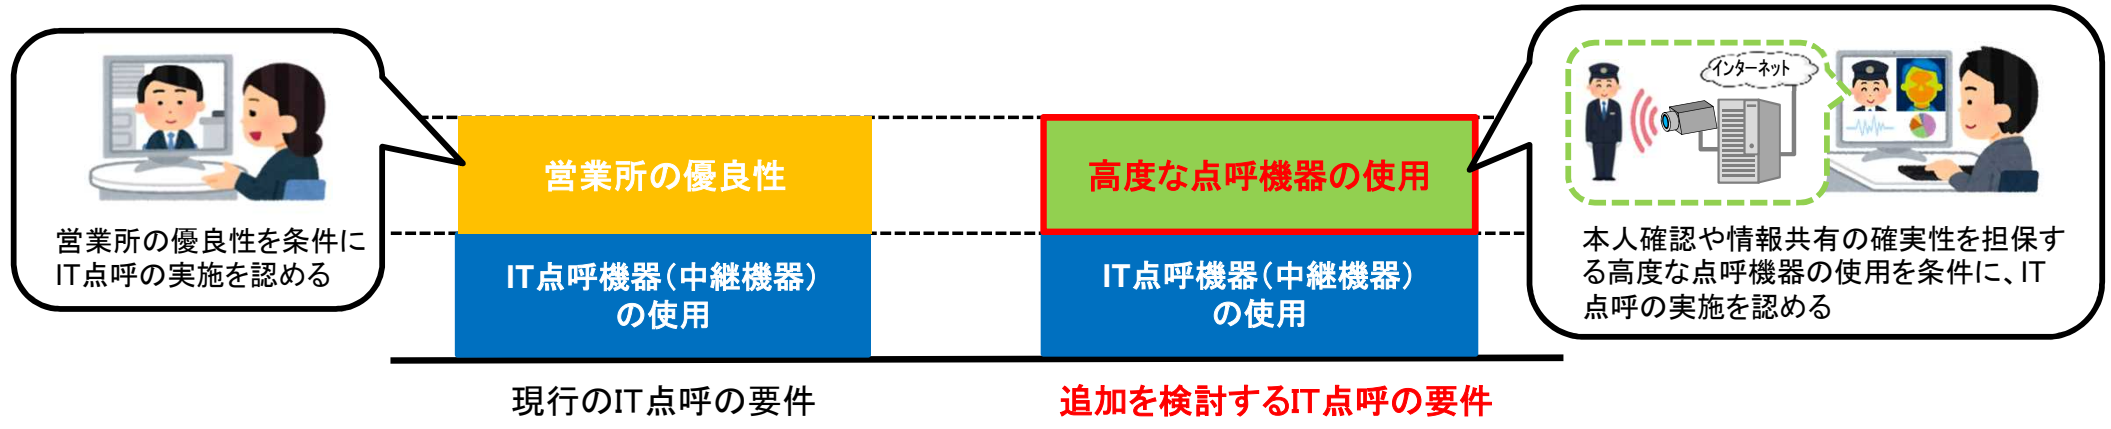 営業所の優良性を条件に
IT点呼の実施を認める
営業所の優良性
IT点呼機器（中継機器）
の使用
現行のIT点呼の要件
高度な点呼機器の使用
IT点呼機器（中継機器）
の使用
追加を検討するIT点呼の要件
インターネット
本人確認や情報共有の確実性を担保す
る高度な点呼機器の使用を条件に、IT
点呼の実施を認める